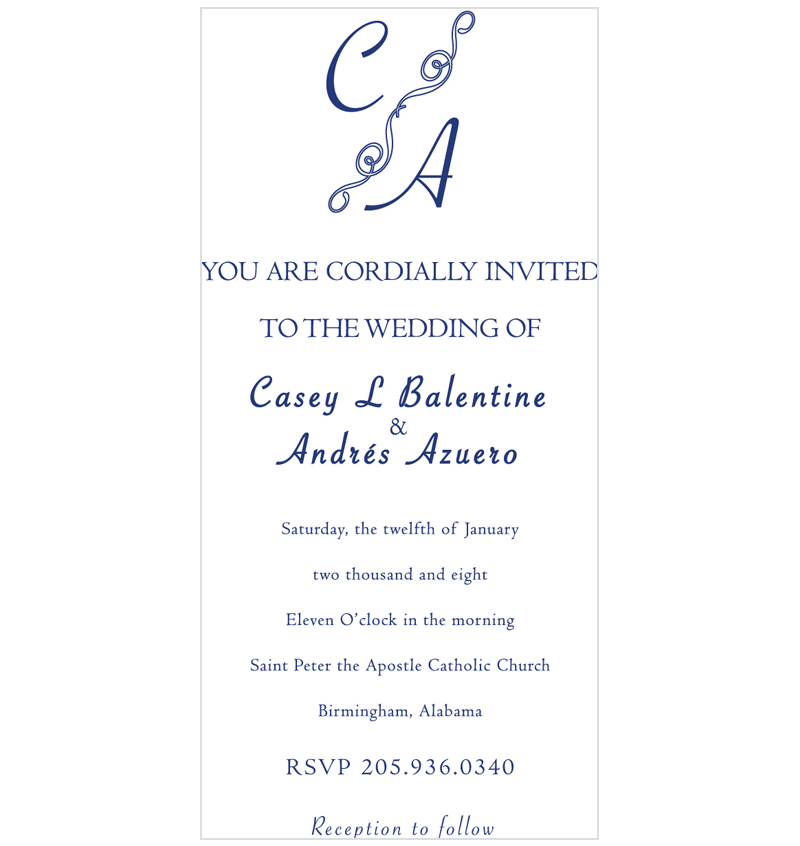 C
A
YOU ARE CORDIALLY INVITED
TO THE WEDDING OF
Casey L Balentine
&
Andrés Azuero
Saturday, the twelfth of January
two thousand and eight
Eleven O’clock in the morning
Saint Peter the Apostle Catholic Church
Birmingham, Alabama
RSVP 205.936.0340
Reception to follow